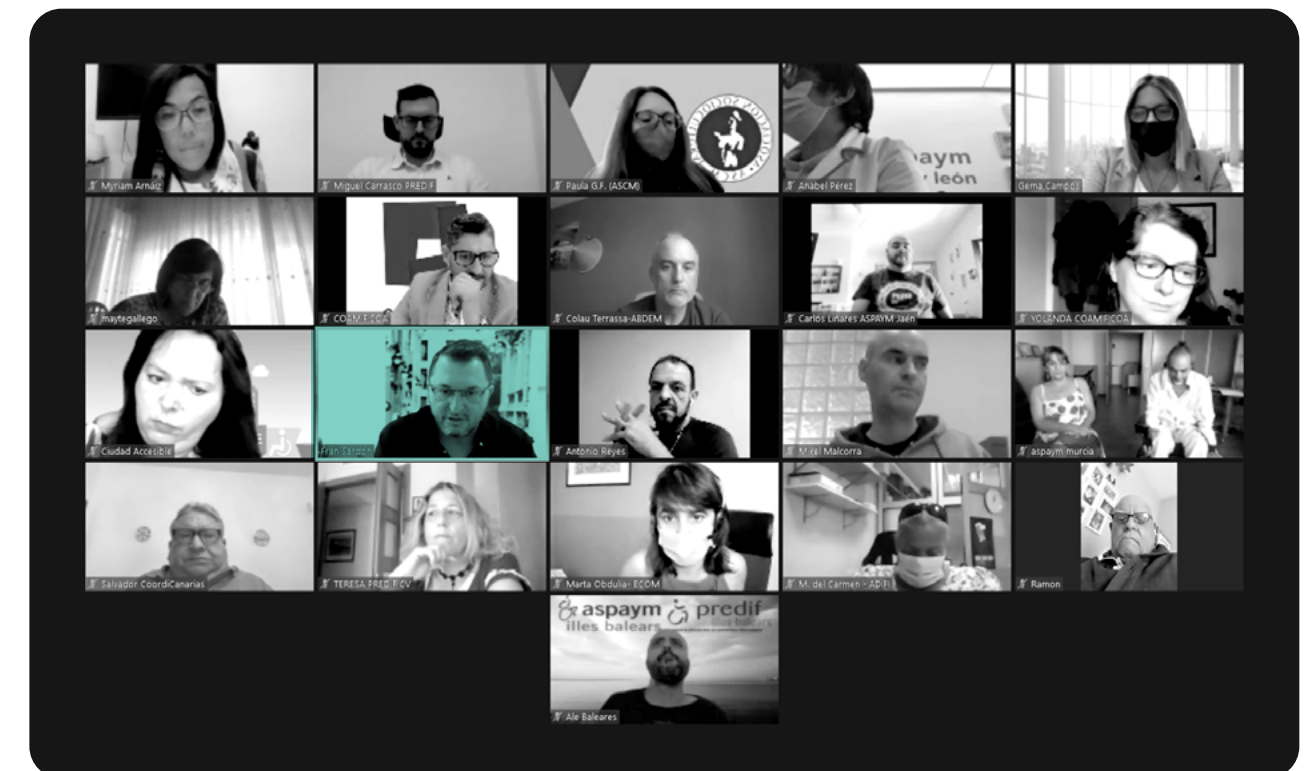 Myriam Arnáiz
Miguel Carrasco PREDIF
Paula G.F. (ASCM)
Anabel Pérez
aym
y león
Gema Campos
maytegallego
COAMIFICOA
Colau Terrassa-ABDEM
Carlos Linares ASPAYM Jaén
YOLANDA COAMIFICOA
Ciudad Accesible
Fran Sardón
Antonio Reyes
Mikel Malcorra
aspaym murcia
Salvador CoordiCanarias
TERESA PREDIF CV
Marta Obdulia- ECOM
M. del Carmen - ADIFI
Ramon
aspaym predif
illes balears illes balears
Ale Baleares